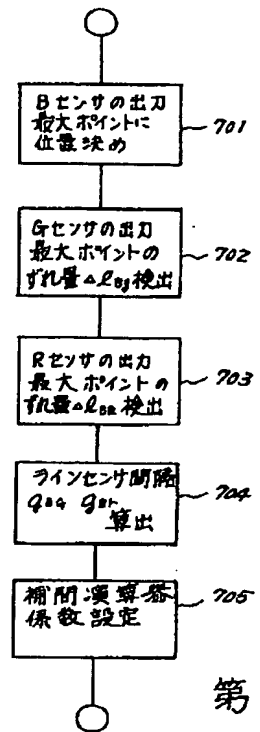 Bセンサの出力
最大ポイントに
位置決め
701
Gセンサの出力
最大ポイントの
ずれ量Δl_Bg検出
702
Rセンサの出力
最大ポイントの
ずれ量Δl_BR検出
703
ラインセンサ間隔
g_BG g_Br
算出
704
補間演算器
係数設定
705
第